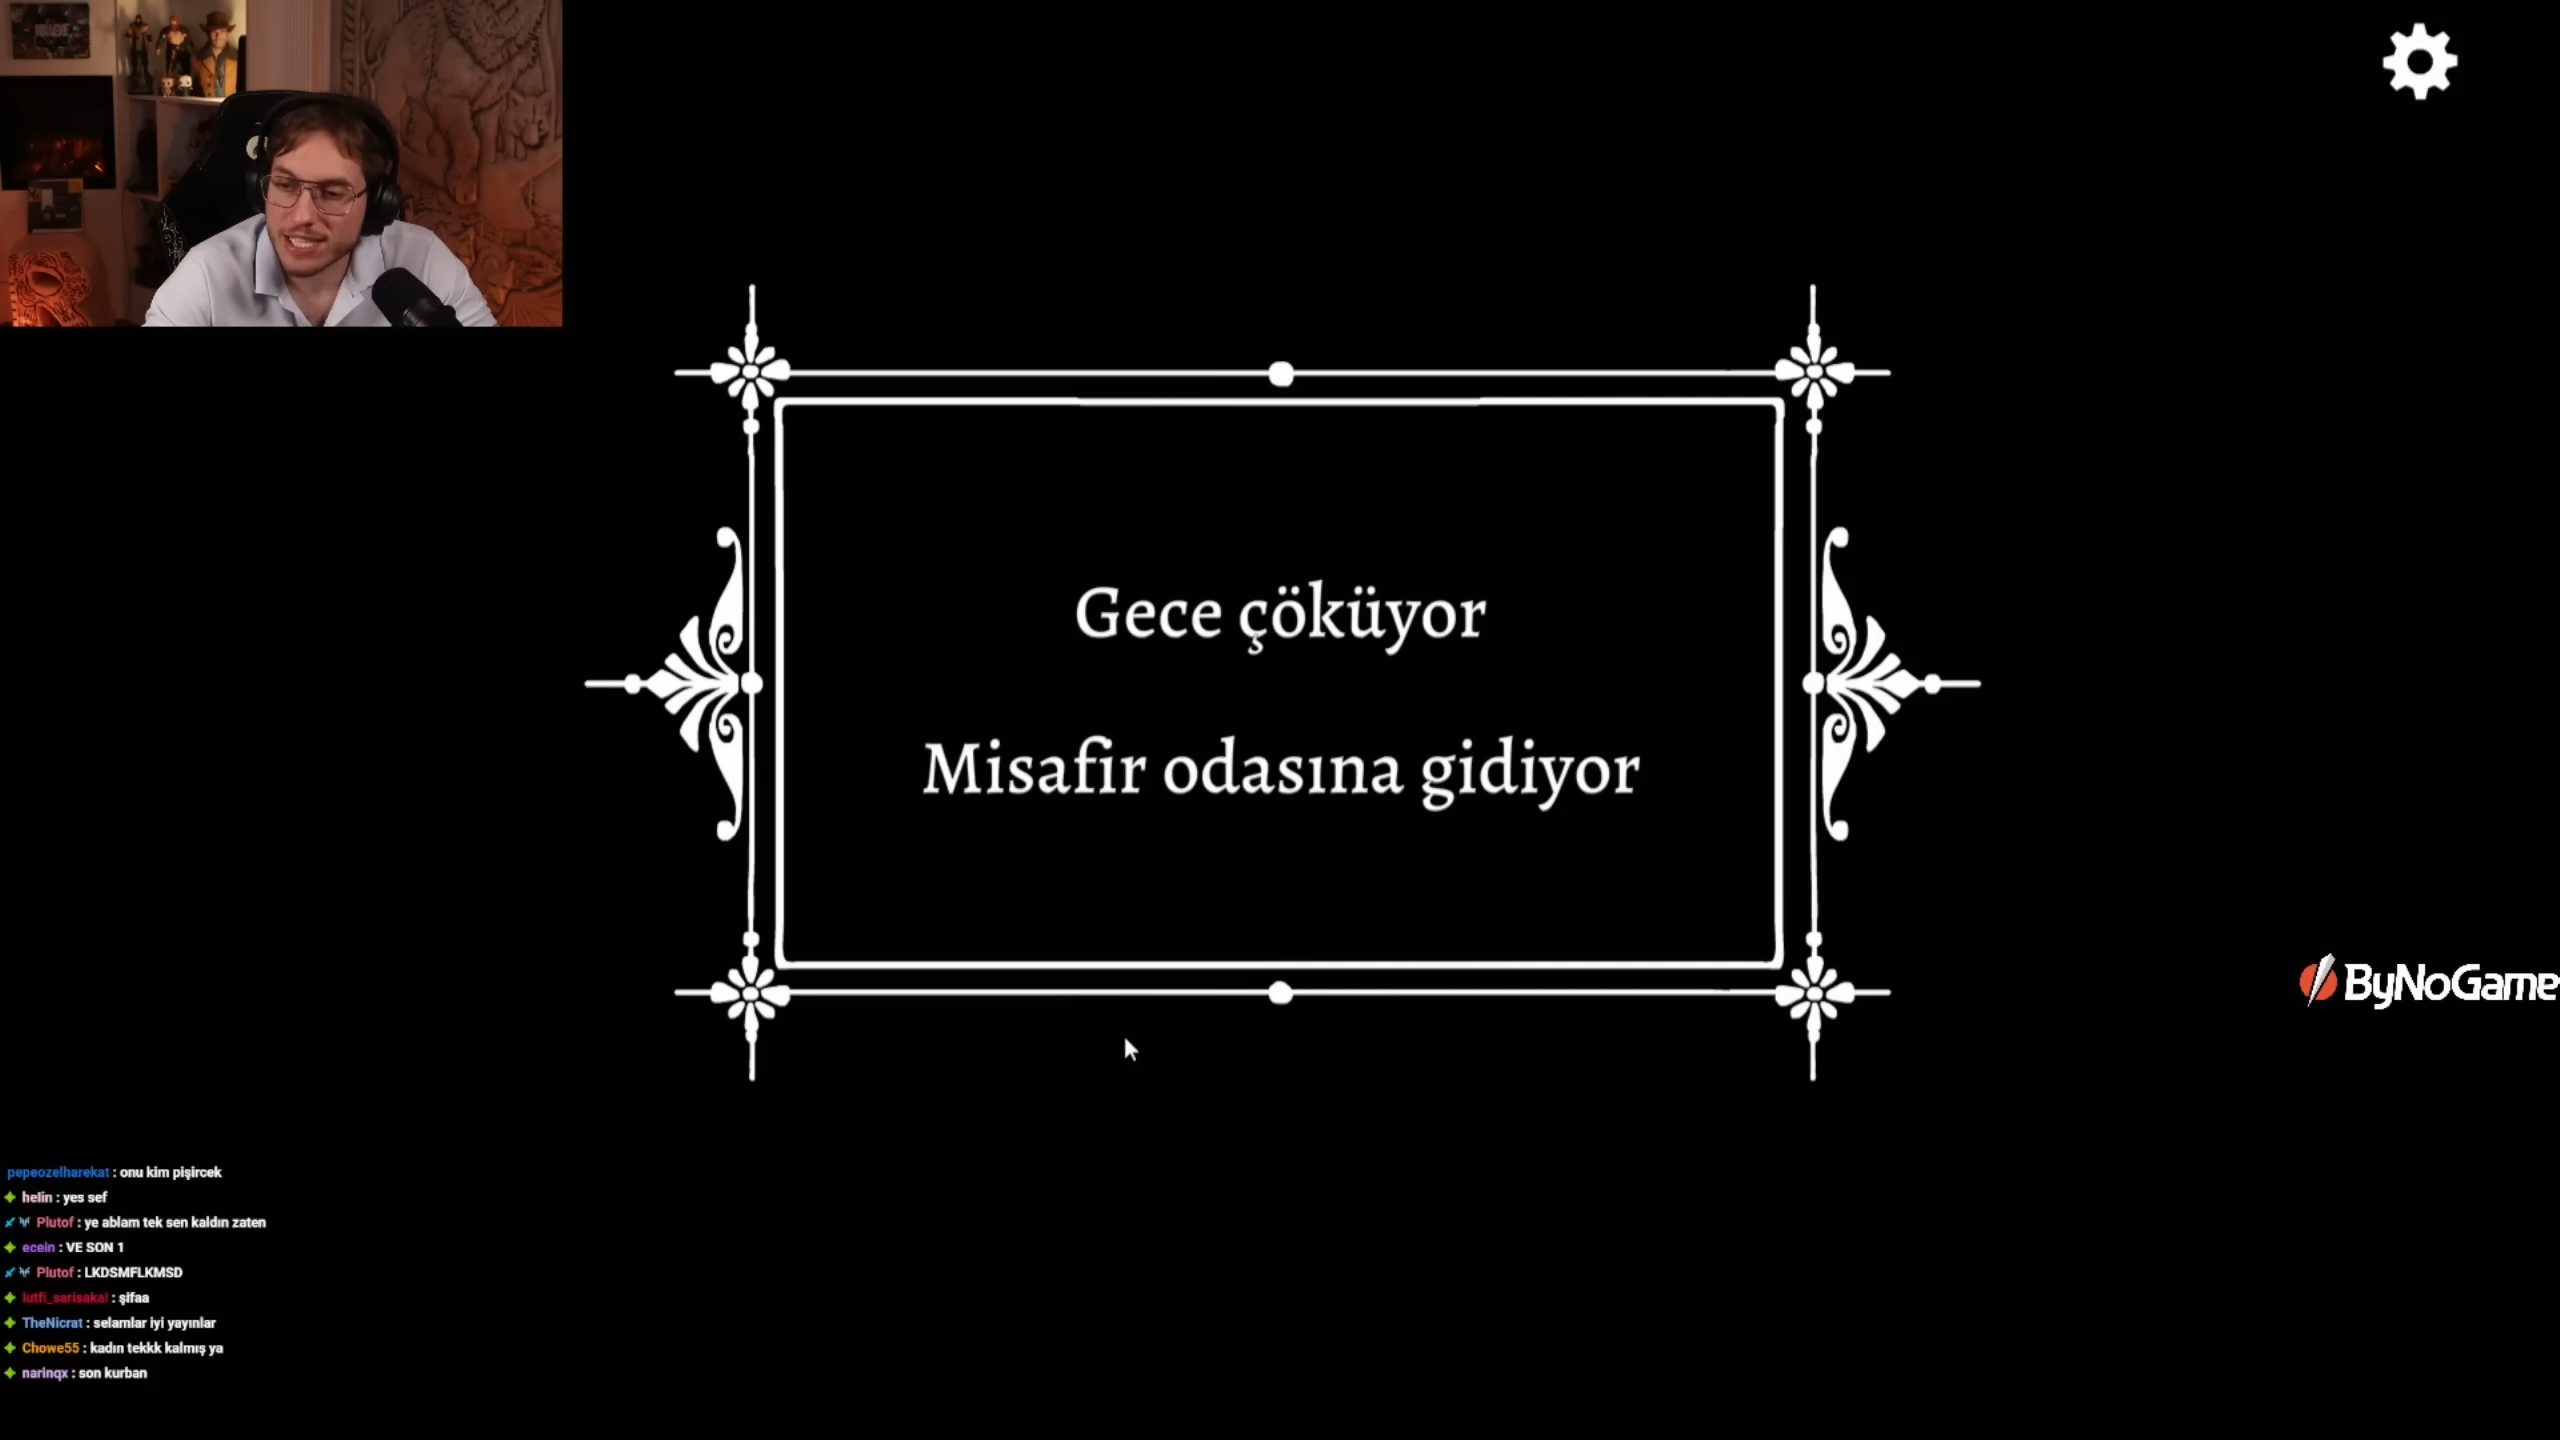 Gece çöküyor
Misafir odasına gidiyor
ByNoGame
pepeozelharekat : onu kim pişircek
helin : yes sef
Plutof : ye ablam tek sen kaldın zaten
ecein : VE SON 1
Plutof : LKDSMFLKMSD
lutfi_sarisakal : şifaa
TheNicrat : selamlar iyi yayınlar
Chowe55 : kadın tekkk kalmış ya
narinqx : son kurban